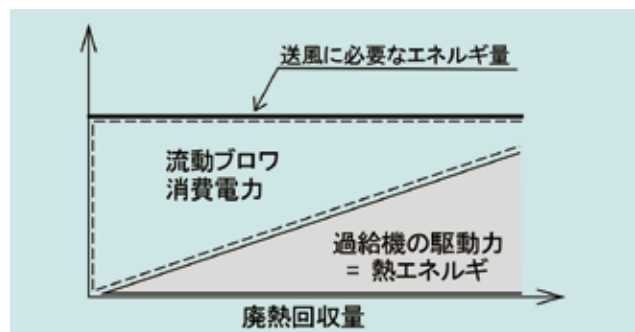 送風に必要なエネルギ量
流動ブロワ
消費電力
過給機の駆動力
= 熱エネルギ
廃熱回収量